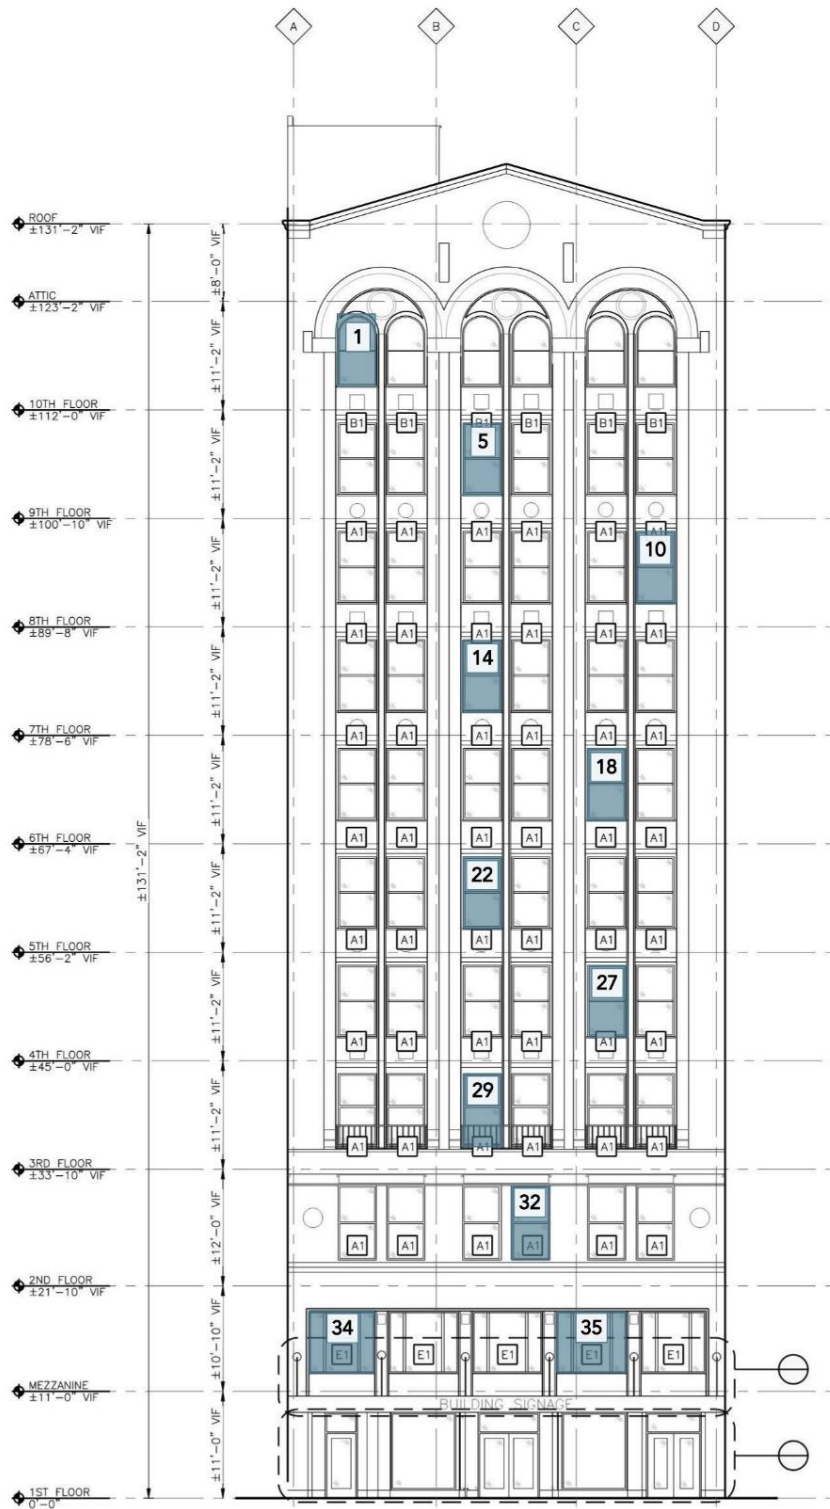 A B C D
ROOF
±131'-2" VIF
±8'-0" VIF
ATTIC
±123'-2" VIF
1
±11'-2" VIF
10TH FLOOR
±112'-0" VIF
B1 B1 B1 B1 B1 B1
5
±11'-2" VIF
9TH FLOOR
±100'-10" VIF
A1 A1 A1 A1 A1 A1
10
±11'-2" VIF
8TH FLOOR
±89'-8" VIF
A1 A1 A1 A1 A1 A1
14
±11'-2" VIF
7TH FLOOR
±78'-6" VIF
A1 A1 A1 A1 A1 A1
18
±11'-2" VIF
6TH FLOOR
±67'-4" VIF
A1 A1 A1 A1 A1 A1
±131'-2" VIF
22
±11'-2" VIF
5TH FLOOR
±56'-2" VIF
A1 A1 A1 A1 A1 A1
27
±11'-2" VIF
4TH FLOOR
±45'-0" VIF
A1 A1 A1 A1 A1 A1
29
±11'-2" VIF
A1 A1 A1 A1 A1 A1
3RD FLOOR
±33'-10" VIF
32
±12'-0" VIF
A1 A1 A1 A1 A1 A1
2ND FLOOR
±21'-10" VIF
34 35
±10'-10" VIF
E1 E1 E1 E1 E1
MEZZANINE
±11'-0" VIF
BUILDING SIGNAGE
±11'-0" VIF
1ST FLOOR
0'-0"